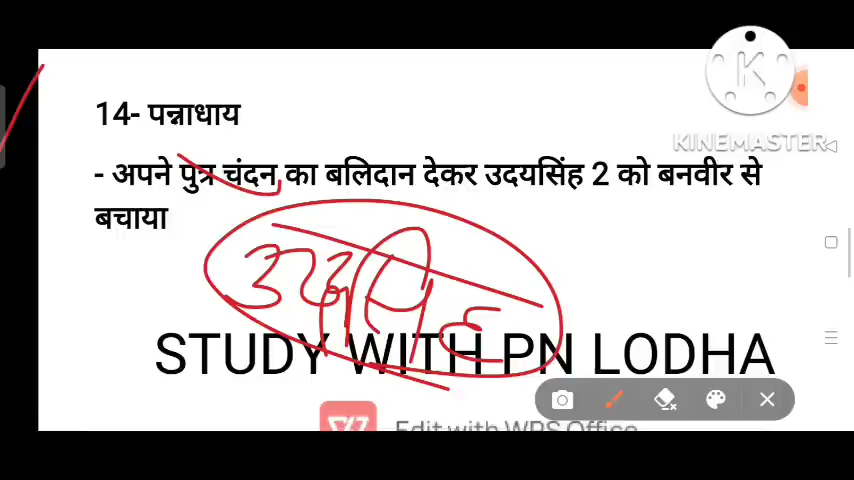 KINEMASTER
14- पन्नाधाय
- अपने पुत्र चंदन का बलिदान देकर उदयसिंह 2 को बनवीर से
बचाया
STUDY WITH PN LODHA
Edit with WPS Office